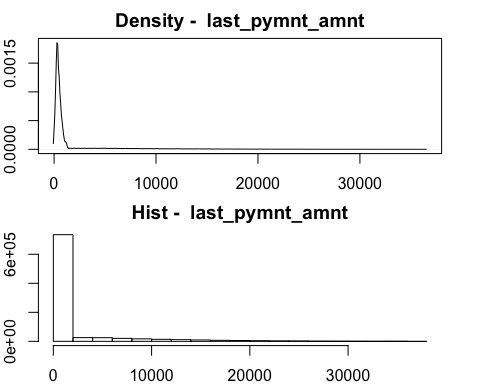 Density -  last_pymnt_amnt
0.0015
0.0000
0 10000 20000 30000
Hist -  last_pymnt_amnt
6e+05
0e+00
0 10000 20000 30000